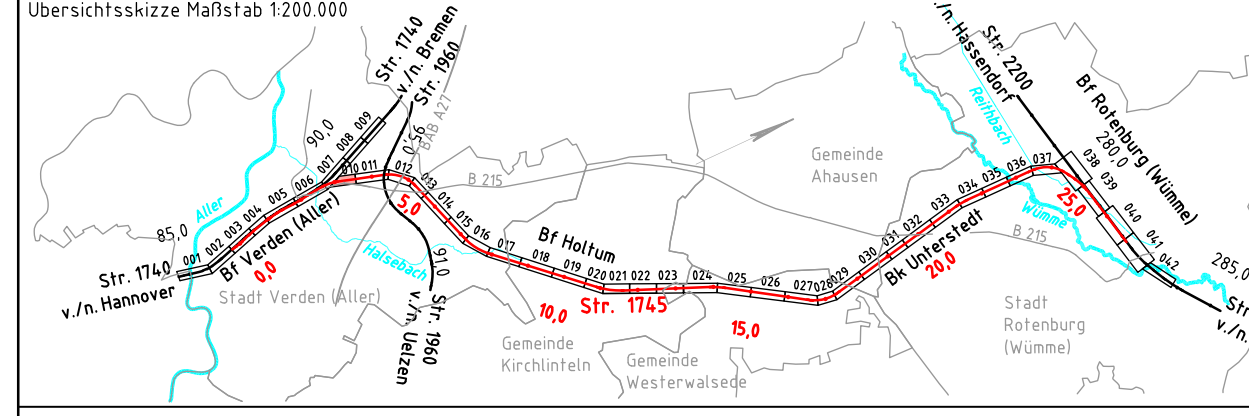 Übersichtsskizze Maßstab 1:200.000
Str. 1740
v./n. Bremen
Str. 1960
BAB A27
95,0
90,0
85,0
Aller
Str. 1740
v./n. Hannover
001 002 003 004 005 006 007 008 009
010 011 012 013 014 015 016 017 018 019 020 021 022 023 024 025 026 027 028 029 030 031 032 033 034 035 036 037 038 039 040 041 042
Bf Verden (Aller)
0,0
Stadt Verden (Aller)
Halsebach
5,0
91,0
Str. 1960
v./n. Uelzen
B 215
Bf Holtum
10,0
Str. 1745
15,0
Gemeinde
Kirchlinteln
Gemeinde
Westerwalsede
Gemeinde
Ahausen
Bk Unterstedt
20,0
B 215
Wümme
Reithbach
./n. Hassendorf
Str. 2200
Bf Rotenburg (Wümme)
280,0
25,0
285,0
Stadt
Rotenburg
(Wümme)
Str
v./n.